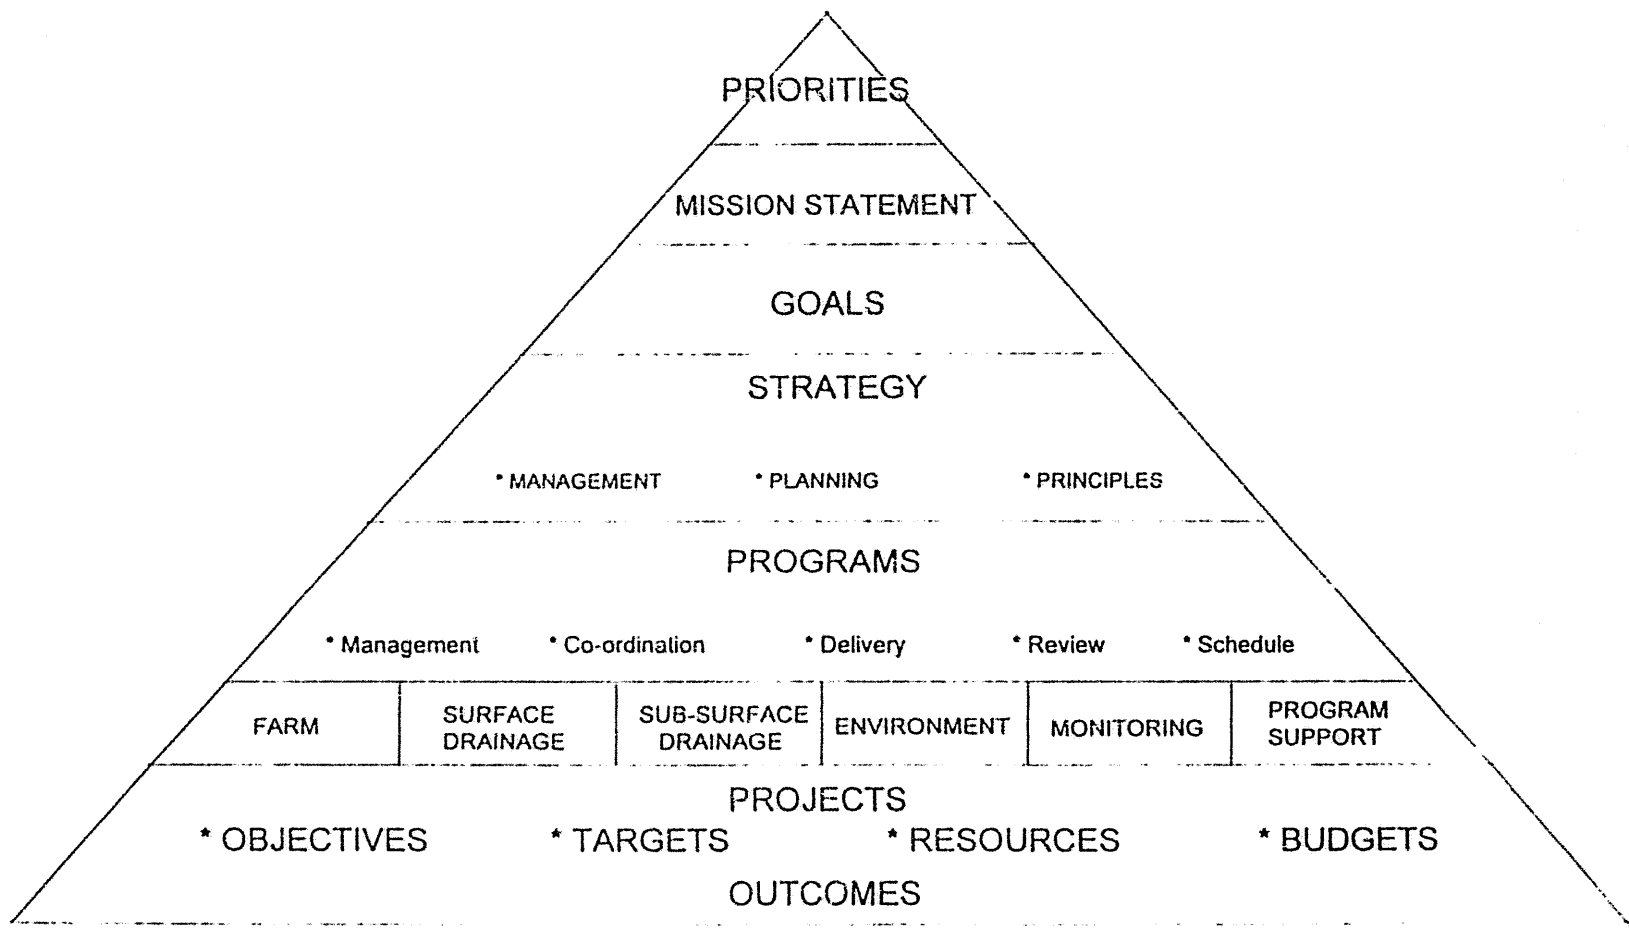 PRIORITIES
MISSION STATEMENT
GOALS
STRATEGY
* MANAGEMENT * PLANNING * PRINCIPLES
PROGRAMS
* Management * Co-ordination * Delivery * Review * Schedule
FARM
SURFACE
DRAINAGE
SUB-SURFACE
DRAINAGE
ENVIRONMENT
MONITORING
PROGRAM
SUPPORT
PROJECTS
* OBJECTIVES * TARGETS * RESOURCES * BUDGETS
OUTCOMES